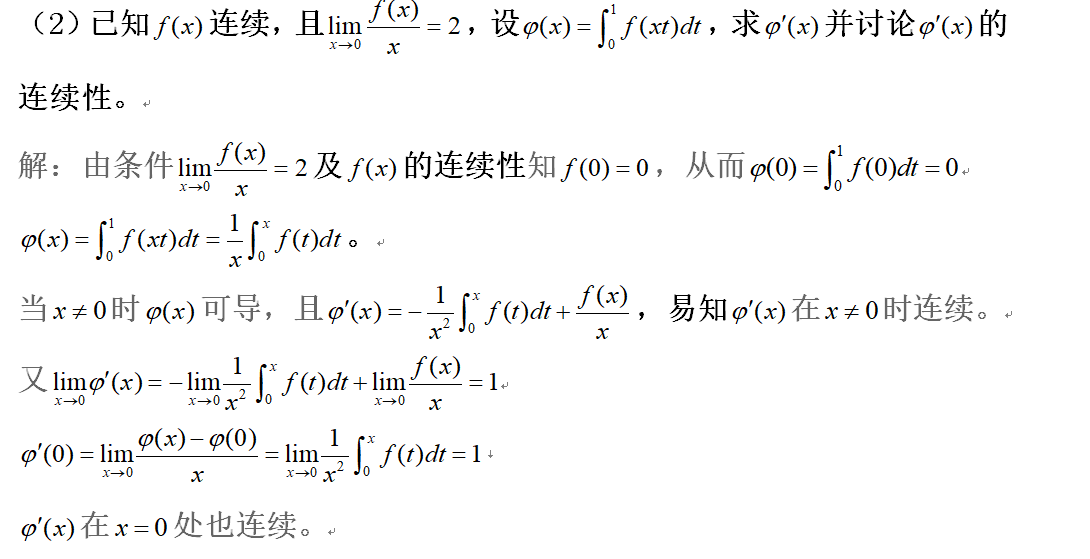 （2）已知 f(x) 连续，且 lim_{x→0} f(x)/x = 2，设 φ(x) = ∫_0^1 f(xt)dt，求 φ′(x) 并讨论 φ′(x) 的
连续性。
解：由条件 lim_{x→0} f(x)/x = 2 及 f(x) 的连续性知 f(0) = 0，从而 φ(0) = ∫_0^1 f(0)dt = 0
φ(x) = ∫_0^1 f(xt)dt = 1/x ∫_0^x f(t)dt。
当 x ≠ 0 时 φ(x) 可导，且 φ′(x) = − 1/x² ∫_0^x f(t)dt + f(x)/x，易知 φ′(x) 在 x ≠ 0 时连续。
又 lim_{x→0} φ′(x) = − lim_{x→0} 1/x² ∫_0^x f(t)dt + lim_{x→0} f(x)/x = 1
φ′(0) = lim_{x→0} (φ(x) − φ(0))/x = lim_{x→0} 1/x² ∫_0^x f(t)dt = 1
φ′(x) 在 x = 0 处也连续。